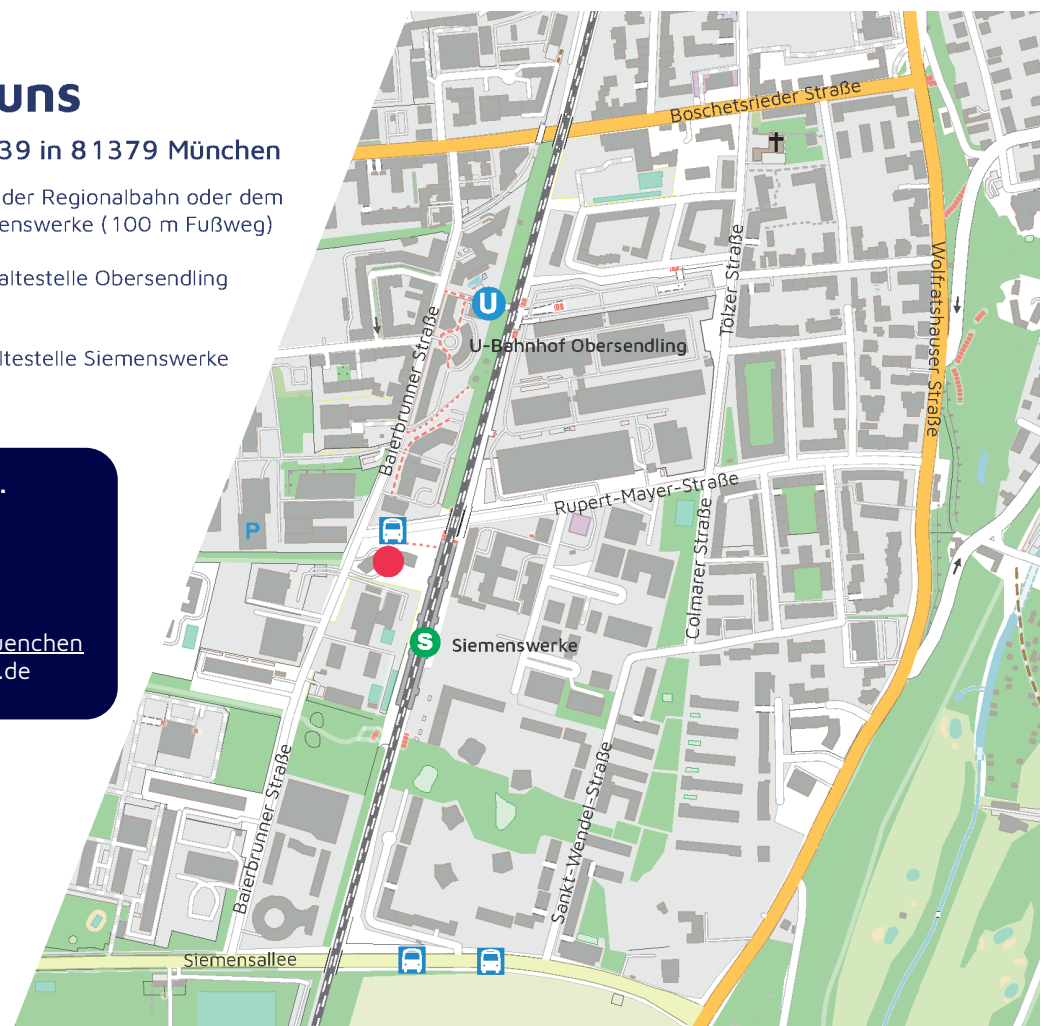 uns
39 in 81379 München
der Regionalbahn oder dem
enswerke (100 m Fußweg)
altestelle Obersendling
ltestelle Siemenswerke
.
uenchen
.de
Boschetsrieder Straße
Wolfratshauser Straße
Tölzer Straße
U
U-Bahnhof Obersendling
Baierbrunner Straße
Rupert-Mayer-Straße
P
Colmarer Straße
S
Siemenswerke
Baierbrunner Straße
Sankt-Wendel-Straße
Siemensallee